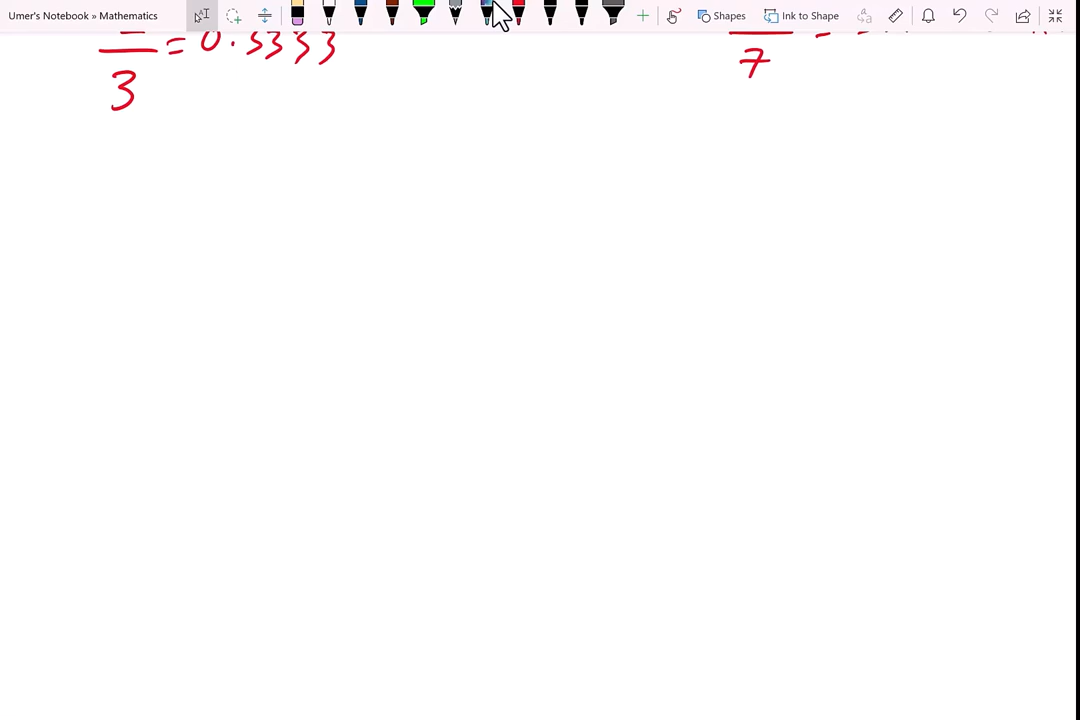 Umer's Notebook » Mathematics
Shapes
Ink to Shape
= 0.3333
3
7